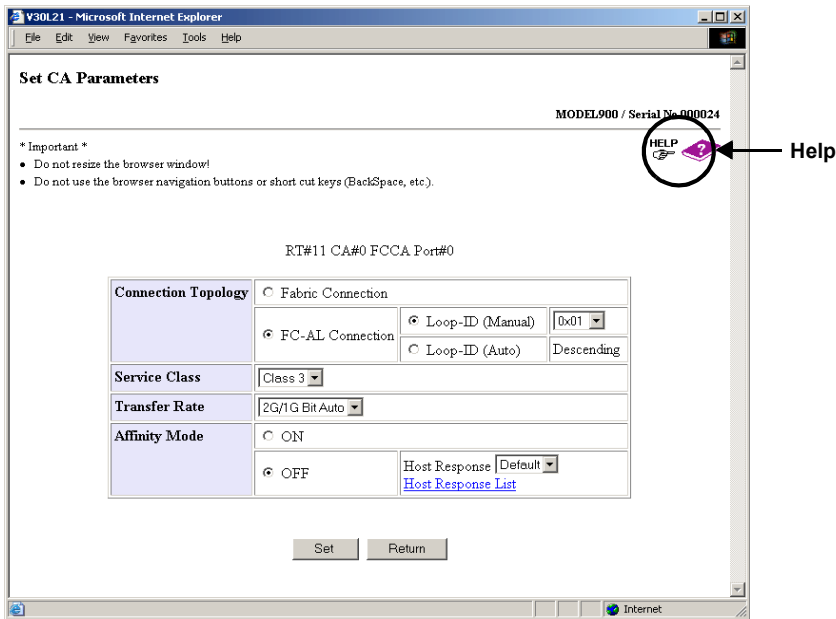 V30L21 - Microsoft Internet Explorer
File Edit View Favorites Tools Help
Set CA Parameters
MODEL900 / Serial No.000024
* Important *
HELP
Help
• Do not resize the browser window!
• Do not use the browser navigation buttons or short cut keys (BackSpace, etc.).
RT#11 CA#0 FCCA Port#0
Connection Topology Fabric Connection
FC-AL Connection Loop-ID (Manual) 0x01
Loop-ID (Auto) Descending
Service Class Class 3
Transfer Rate 2G/1G Bit Auto
Affinity Mode ON
OFF Host Response Default
Host Response List
Set Return
Internet